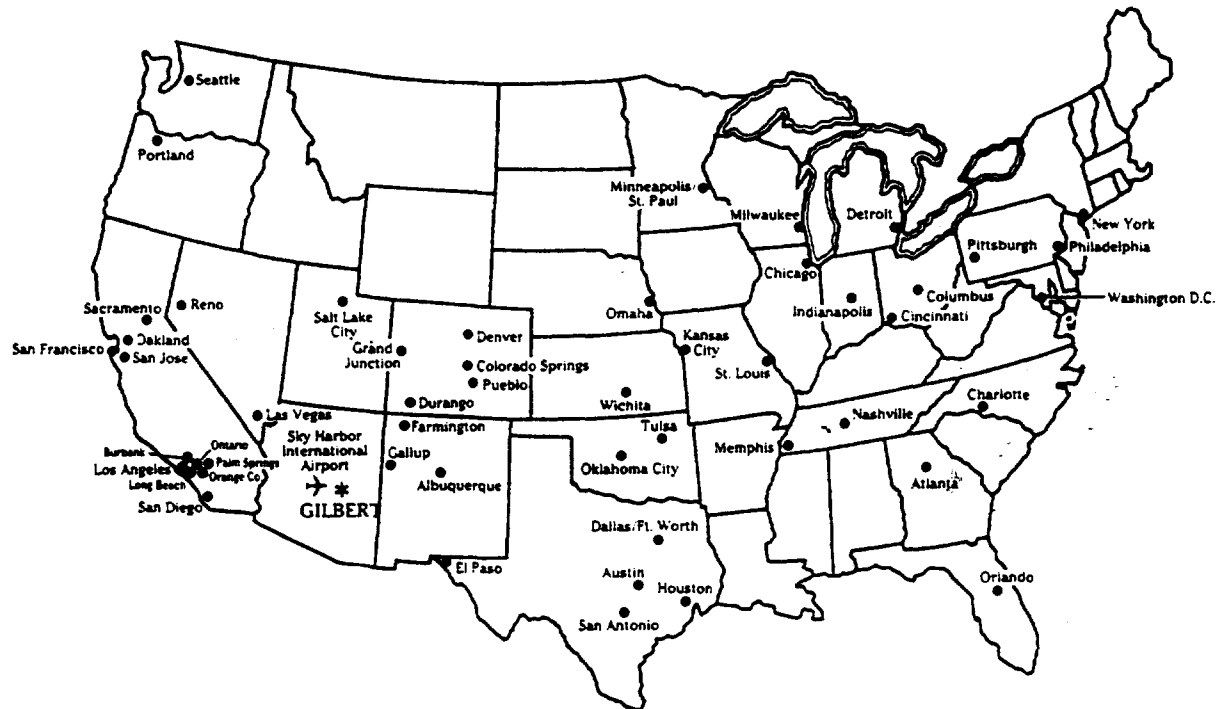 Seattle
Portland
Minneapolis/
St. Paul
Milwaukee
Detroit
New York
Pittsburgh
Philadelphia
Chicago
Sacramento
Reno
Salt Lake
City
Omaha
Indianapolis
Columbus
Cincinnati
Washington D.C.
Oakland
San Francisco
San Jose
Grand
Junction
Denver
Colorado Springs
Pueblo
Kansas
City
St. Louis
Las Vegas
Durango
Farmington
Wichita
Tulsa
Nashville
Charlotte
Burbank
Ontario
Los Angeles
Palm Springs
Orange Co.
Long Beach
San Diego
Sky Harbor
International
Airport
GILBERT
Gallup
Albuquerque
Oklahoma City
Memphis
Atlanta
Dallas/Ft. Worth
El Paso
Austin
Houston
San Antonio
Orlando